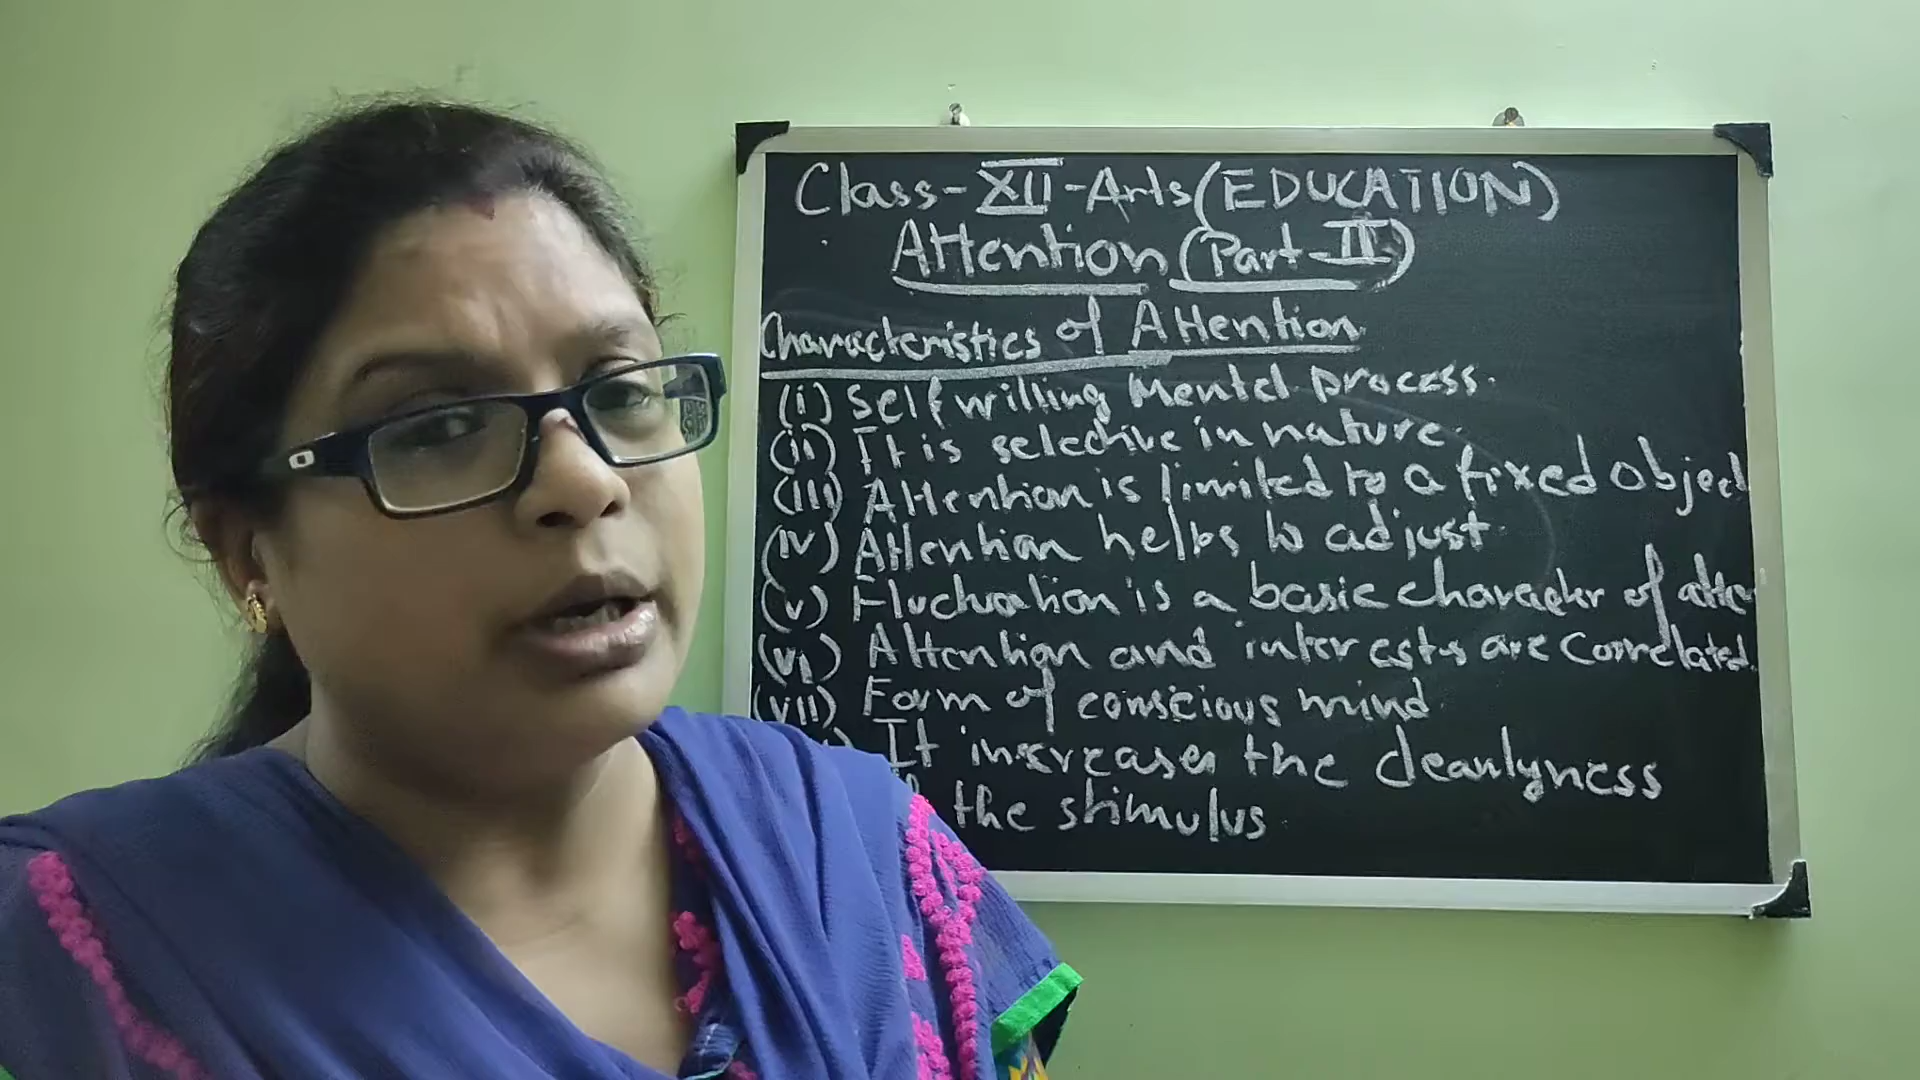 Class-XII-Arts(EDUCATION)
Attention (Part-II)
Characteristics of Attention
(i) Self willing Mental process.
(ii) It is selective in nature.
(iii) Attention is limited to a fixed object
(iv) Attention helps to adjust.
(v) Fluctuation is a basic character of atten
(vi) Attention and interests are correlated.
(vii) Form of conscious mind.
) It increases the clearlyness
the stimulus.